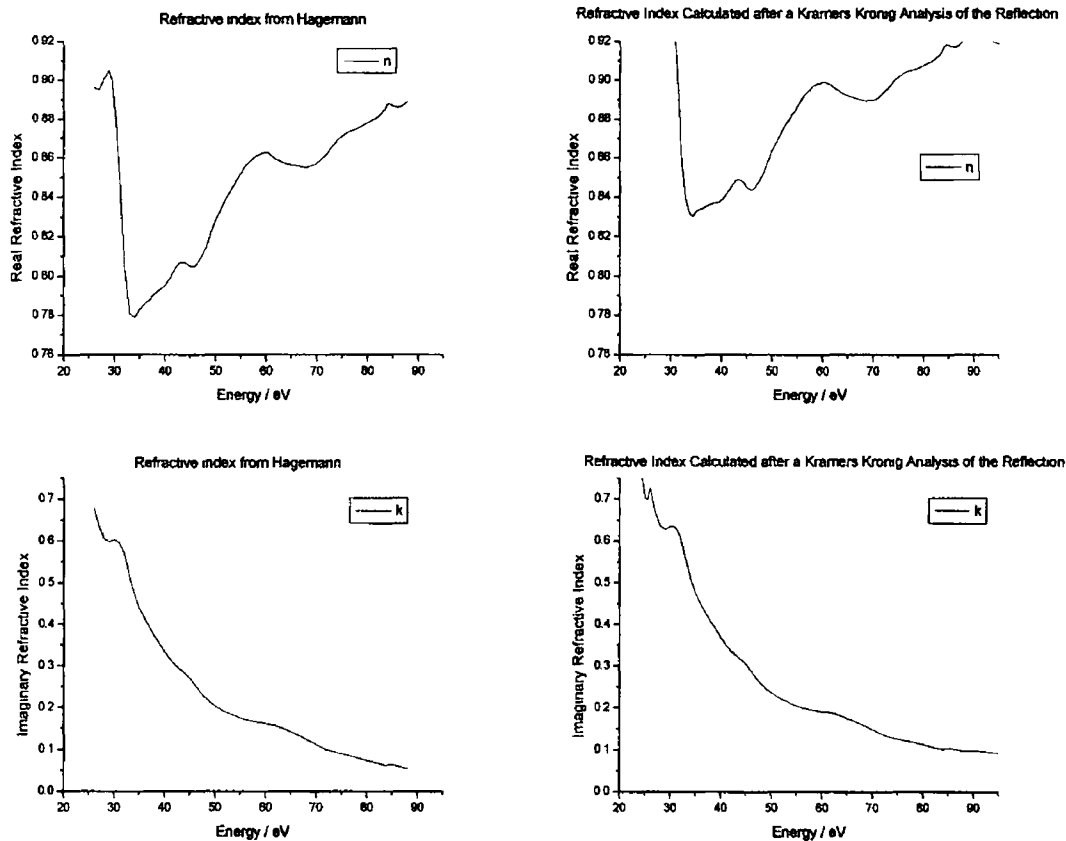 Refractive index from Hagemann
n
Real Refractive Index
0.92
0.90
0.88
0.86
0.84
0.82
0.80
0.78
0.76
20 30 40 50 60 70 80 90
Energy / eV
Refractive Index Calculated after a Kramers Kronig Analysis of the Reflection
n
Real Refractive Index
0.92
0.90
0.88
0.86
0.84
0.82
0.80
0.78
0.76
20 30 40 50 60 70 80 90
Energy / eV
Refractive index from Hagemann
k
Imaginary Refractive Index
0.7
0.6
0.5
0.4
0.3
0.2
0.1
0.0
20 30 40 50 60 70 80 90
Energy / eV
Refractive Index Calculated after a Kramers Kronig Analysis of the Reflection
k
Imaginary Refractive Index
0.7
0.6
0.5
0.4
0.3
0.2
0.1
0.0
20 30 40 50 60 70 80 90
Energy / eV